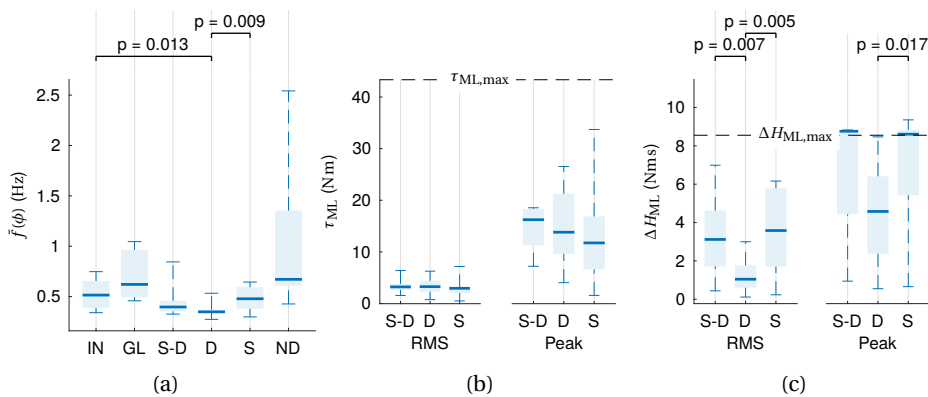 p = 0.009
p = 0.013
2.5
2
1.5
1
0.5
f̄(ϕ) (Hz)
IN GL S-D D S ND
(a)
τML,max
40
30
20
10
0
τML (N m)
S-D D S S-D D S
RMS Peak
(b)
p = 0.005
p = 0.007
p = 0.017
10
8
6
4
2
0
ΔHML,max
ΔHML (Nms)
S-D D S S-D D S
RMS Peak
(c)